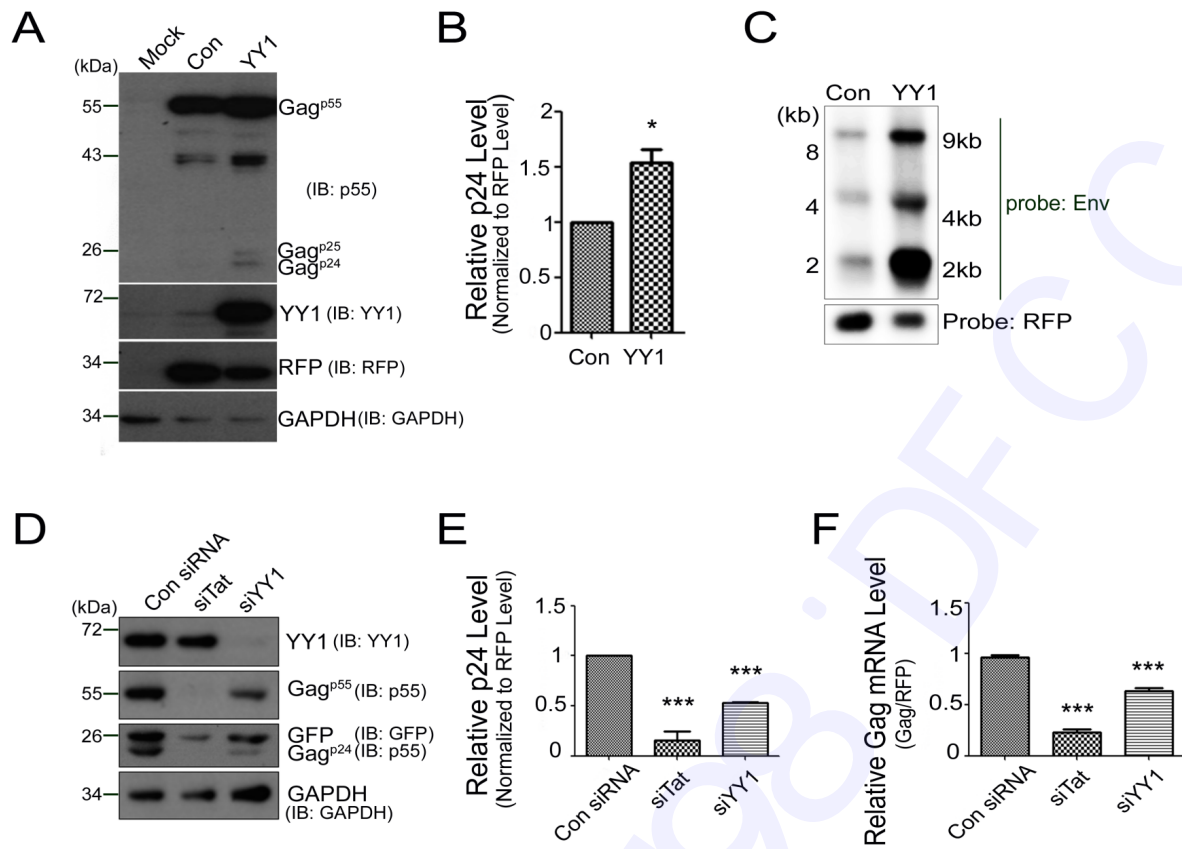 A
Mock
Con
YY1
(kDa)
55
Gagp55
43
(IB: p55)
26
Gagp25
Gagp24
72
YY1 (IB: YY1)
34
RFP (IB: RFP)
34
GAPDH (IB: GAPDH)
B
Relative p24 Level
(Normalized to RFP Level)
2
1.5
1
0.5
0
*
Con YY1
C
Con YY1
(kb)
8
9kb
4
4kb
2
2kb
probe: Env
Probe: RFP
D
Con siRNA
siTat
siYY1
(kDa)
72
YY1 (IB: YY1)
55
Gagp55 (IB: p55)
26
GFP (IB: GFP)
Gagp24 (IB: p55)
34
GAPDH
(IB: GAPDH)
E
Relative p24 Level
(Normalized to RFP Level)
1.5
1
0.5
0
***
***
Con siRNA
siTat
siYY1
F
Relative Gag mRNA Level
(Gag/RFP)
1.5
1
0.5
0
***
***
Con siRNA
siTat
siYY1